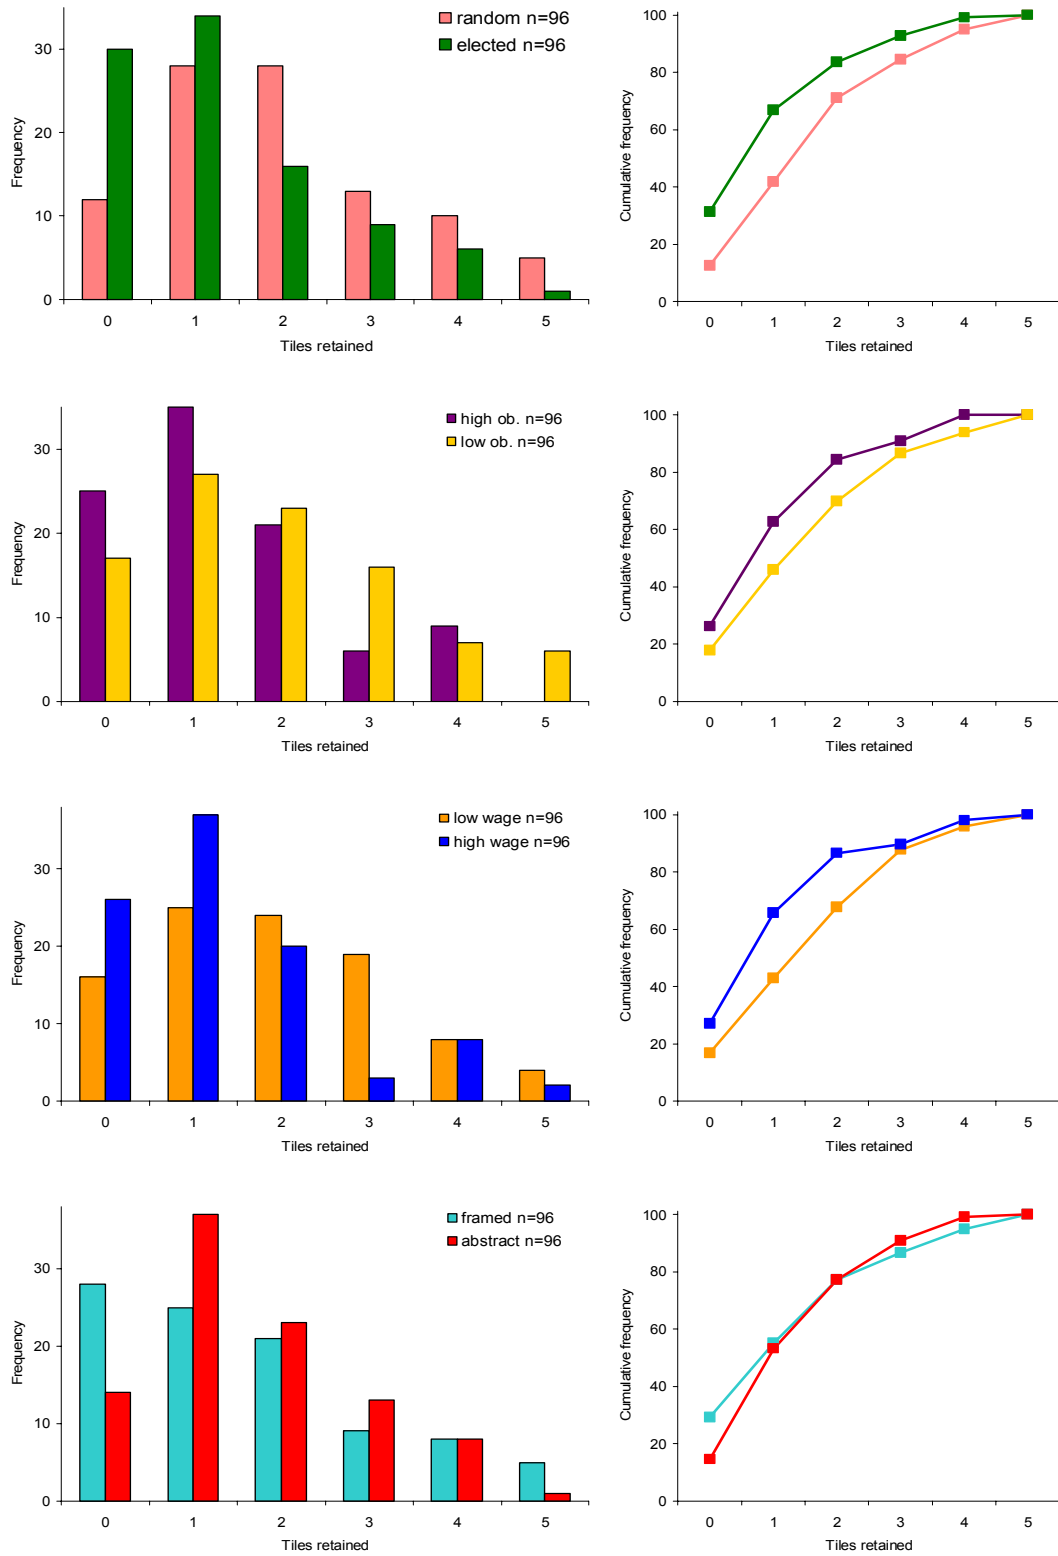 random n=96
elected n=96
30
20
10
0
Frequency
0 1 2 3 4 5
Tiles retained
100
80
60
40
20
0
Cumulative frequency
0 1 2 3 4 5
Tiles retained
high ob. n=96
low ob. n=96
30
20
10
0
Frequency
0 1 2 3 4 5
Tiles retained
100
80
60
40
20
0
Cumulative frequency
0 1 2 3 4 5
Tiles retained
low wage n=96
high wage n=96
30
20
10
0
Frequency
0 1 2 3 4 5
Tiles retained
100
80
60
40
20
0
Cumulative frequency
0 1 2 3 4 5
Tiles retained
framed n=96
abstract n=96
30
20
10
0
Frequency
0 1 2 3 4 5
Tiles retained
100
80
60
40
20
0
Cumulative frequency
0 1 2 3 4 5
Tiles retained